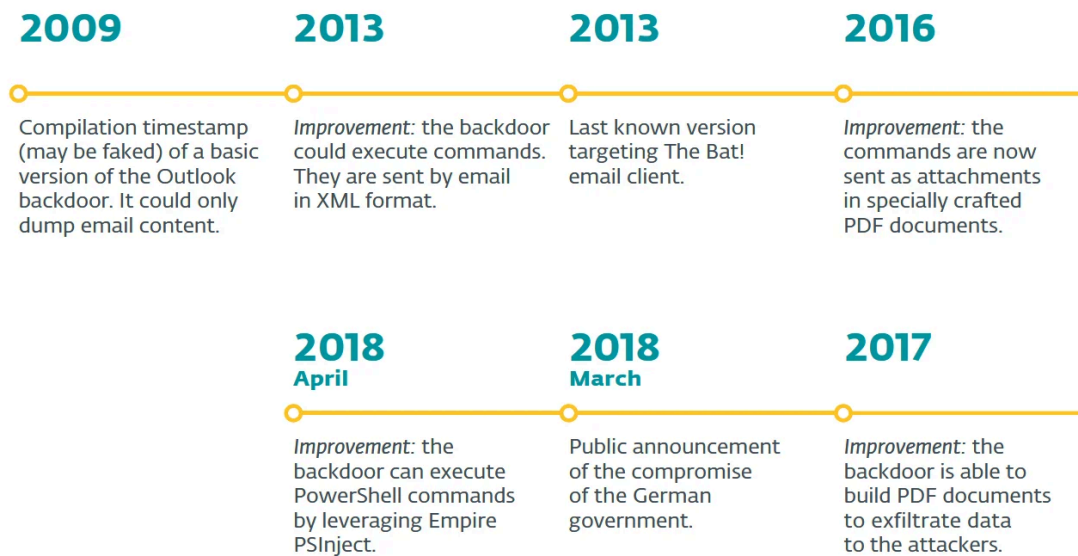 2009
Compilation timestamp
(may be faked) of a basic
version of the Outlook
backdoor. It could only
dump email content.
2013
Improvement: the backdoor
could execute commands.
They are sent by email
in XML format.
2013
Last known version
targeting The Bat!
email client.
2016
Improvement: the
commands are now
sent as attachments
in specially crafted
PDF documents.
2018
April
Improvement: the
backdoor can execute
PowerShell commands
by leveraging Empire
PSInject.
2018
March
Public announcement
of the compromise
of the German
government.
2017
Improvement: the
backdoor is able to
build PDF documents
to exfiltrate data
to the attackers.